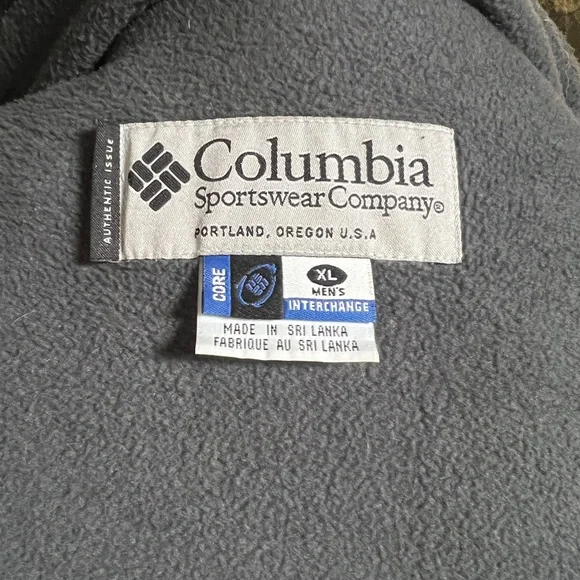 AUTHENTIC ISSUE
Columbia
Sportswear Company®
PORTLAND, OREGON U.S.A
CORE
XL
MEN'S
INTERCHANGE
MADE IN SRI LANKA
FABRIQUE AU SRI LANKA